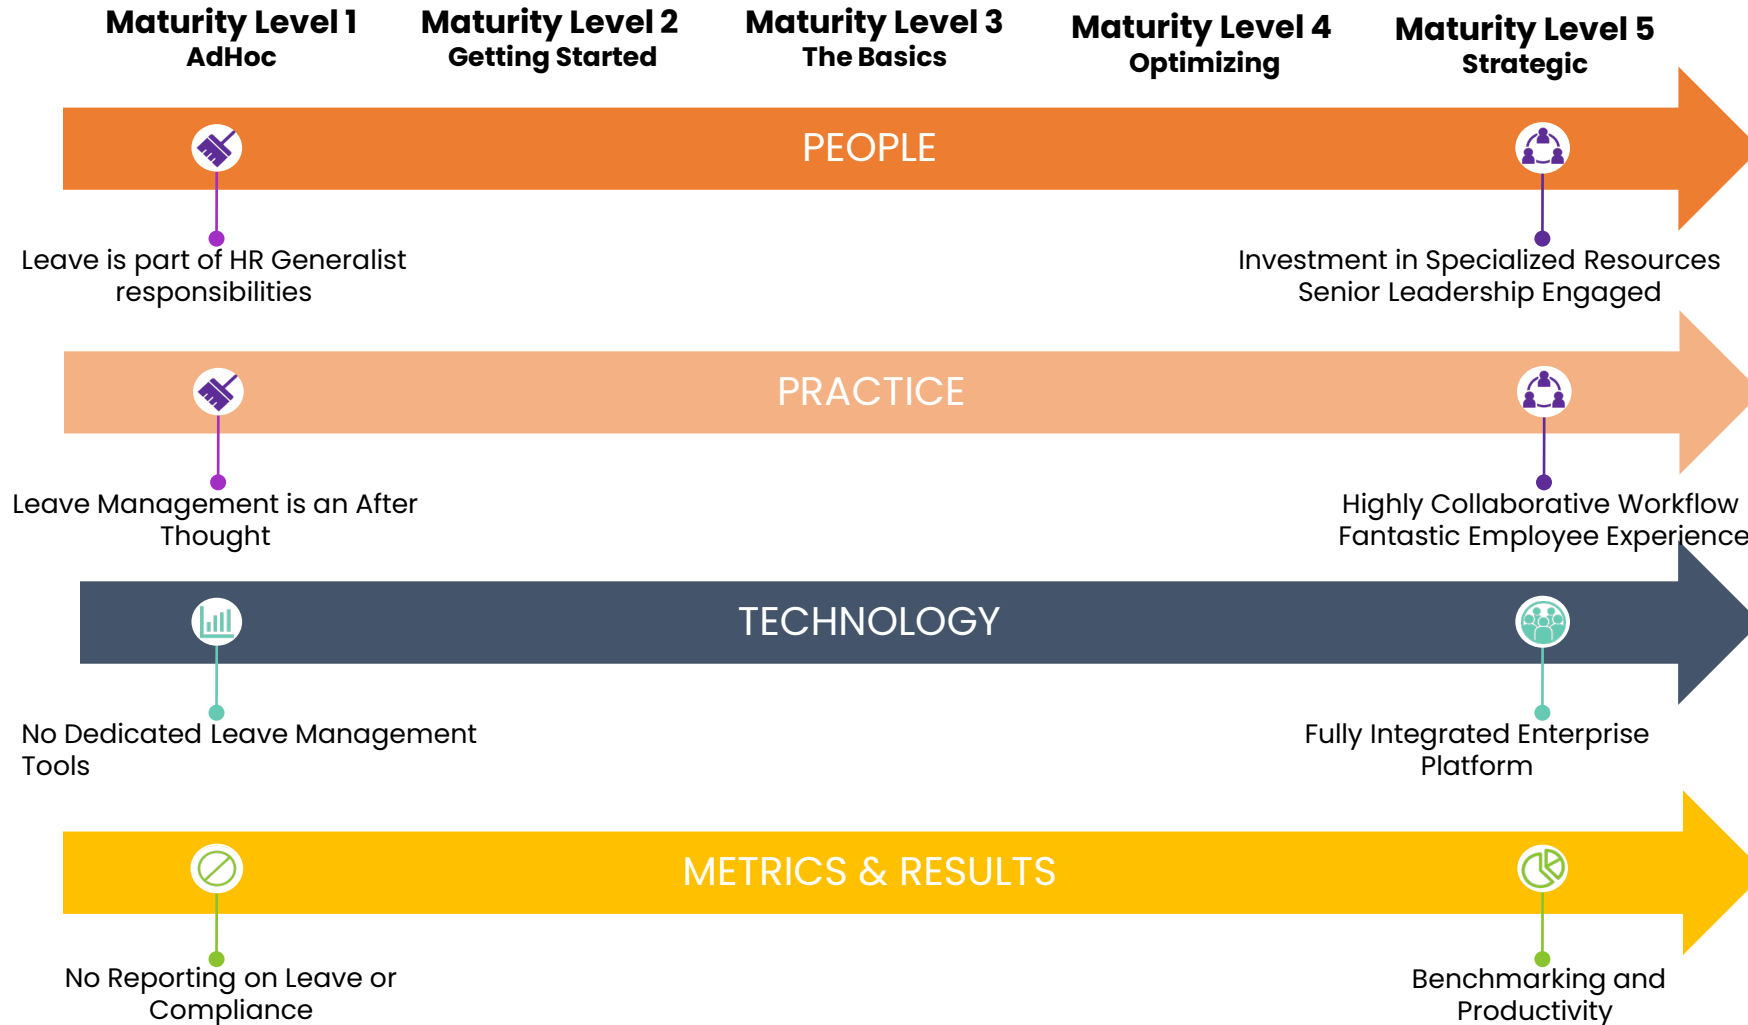 Maturity Level 1
AdHoc
Maturity Level 2
Getting Started
Maturity Level 3
The Basics
Maturity Level 4
Optimizing
Maturity Level 5
Strategic
PEOPLE
Leave is part of HR Generalist
responsibilities
Investment in Specialized Resources
Senior Leadership Engaged
PRACTICE
Leave Management is an After
Thought
Highly Collaborative Workflow
Fantastic Employee Experience
TECHNOLOGY
No Dedicated Leave Management
Tools
Fully Integrated Enterprise
Platform
METRICS & RESULTS
No Reporting on Leave or
Compliance
Benchmarking and
Productivity